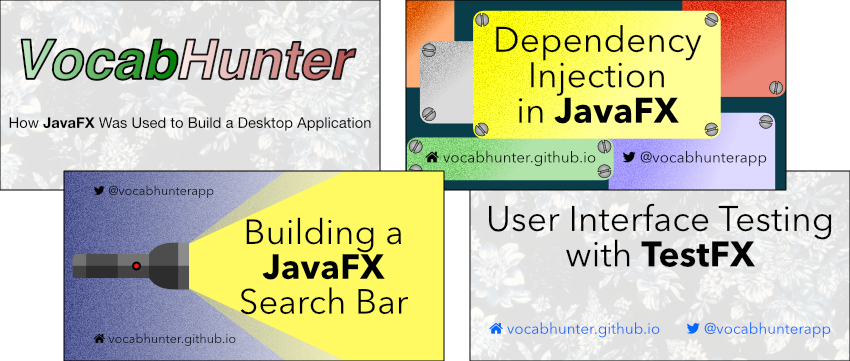 VocabHunter
How JavaFX Was Used to Build a Desktop Application
Dependency
Injection
in JavaFX
vocabhunter.github.io @vocabhunterapp
@vocabhunterapp
Building a
JavaFX
Search Bar
vocabhunter.github.io
User Interface Testing
with TestFX
vocabhunter.github.io @vocabhunterapp